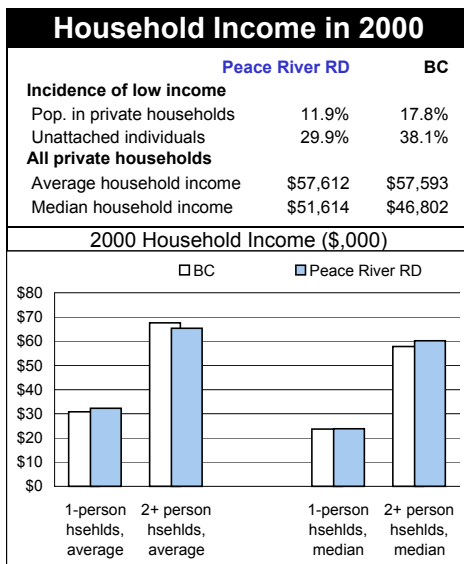 Household Income in 2000
Peace River RD BC
Incidence of low income
Pop. in private households 11.9% 17.8%
Unattached individuals 29.9% 38.1%
All private households
Average household income $57,612 $57,593
Median household income $51,614 $46,802
2000 Household Income ($,000)
BC Peace River RD
$80
$70
$60
$50
$40
$30
$20
$10
$0
1-person 2+ person 1-person 2+ person
hsehlds, hsehlds, hsehlds, hsehlds,
average average median median